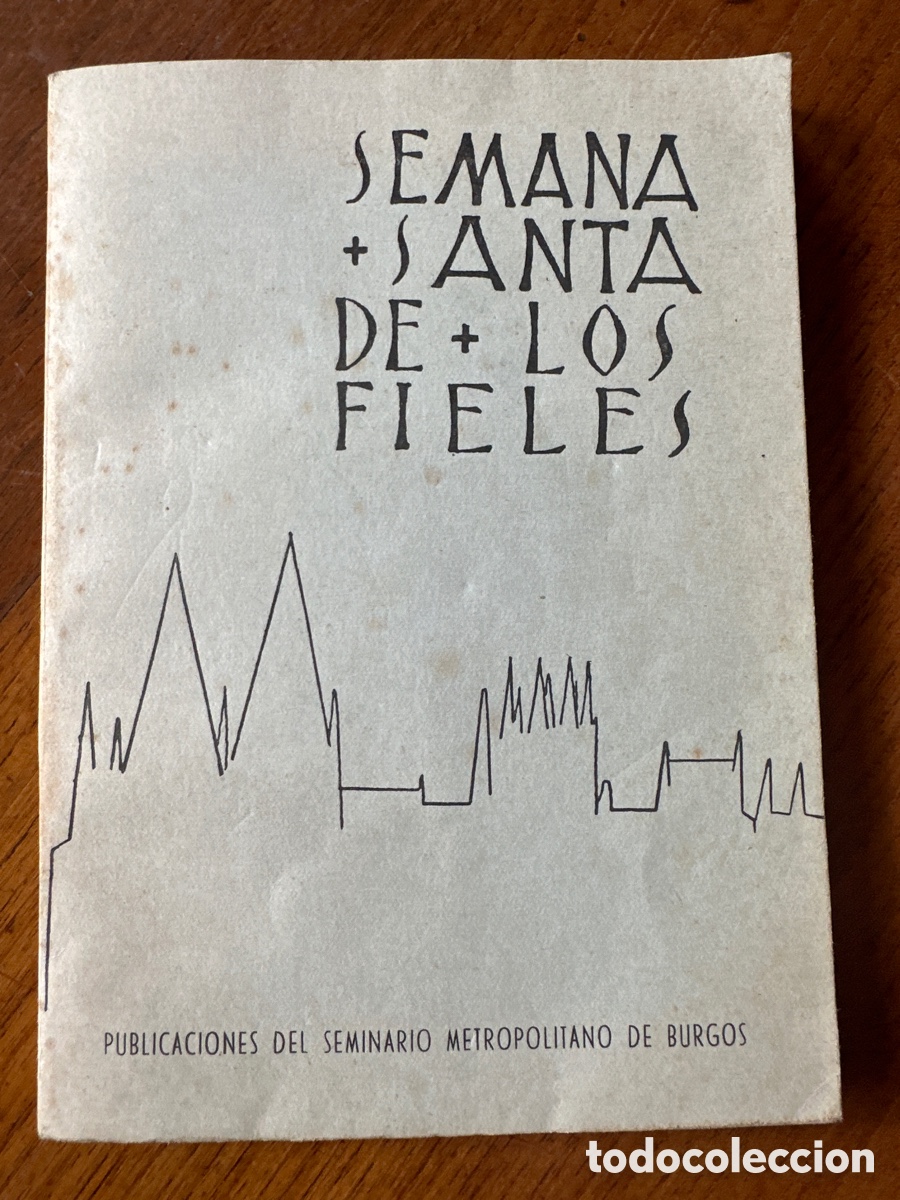 SEMANA
+ SANTA
DE + LOS
FIELES
PUBLICACIONES DEL SEMINARIO METROPOLITANO DE BURGOS
todocoleccion